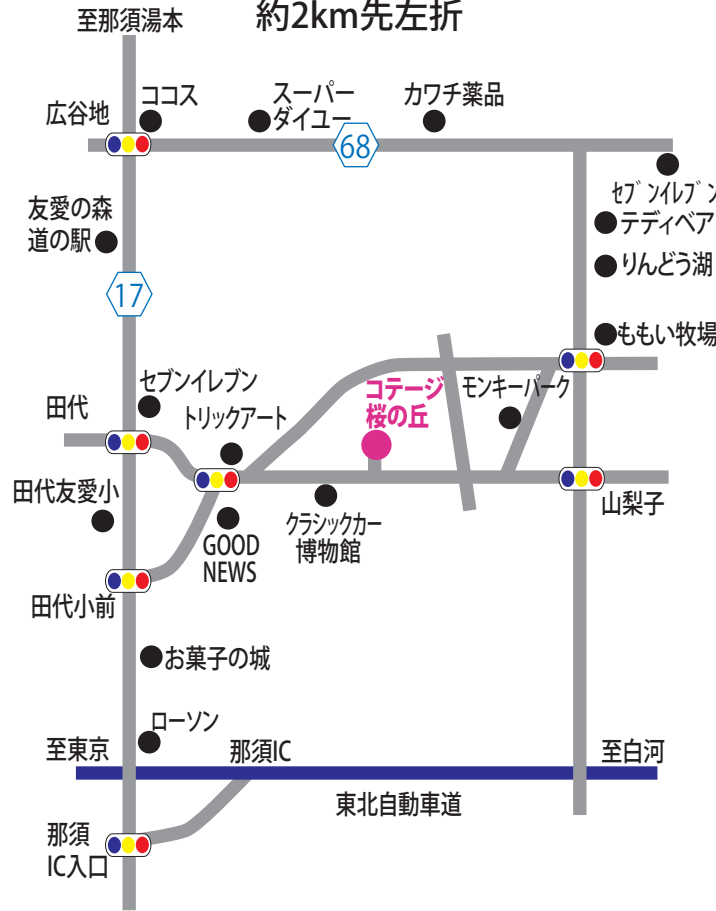 約2km先左折
至那須湯本
広谷地
ココス
スーパー
ダイユー
カワチ薬品
68
セブンイレブン
友愛の森
道の駅
テディベア
りんどう湖
17
ももい牧場
セブンイレブン
田代
トリックアート
コテージ
桜の丘
モンキーパーク
田代友愛小
GOOD
NEWS
クラシックカー
博物館
山梨子
田代小前
お菓子の城
ローソン
至東京
那須IC
至白河
東北自動車道
那須
IC入口